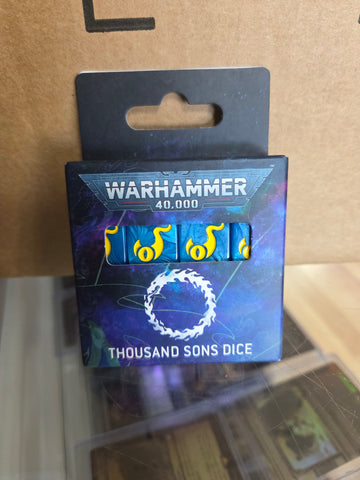 WARHAMMER
40,000
THOUSAND SONS DICE